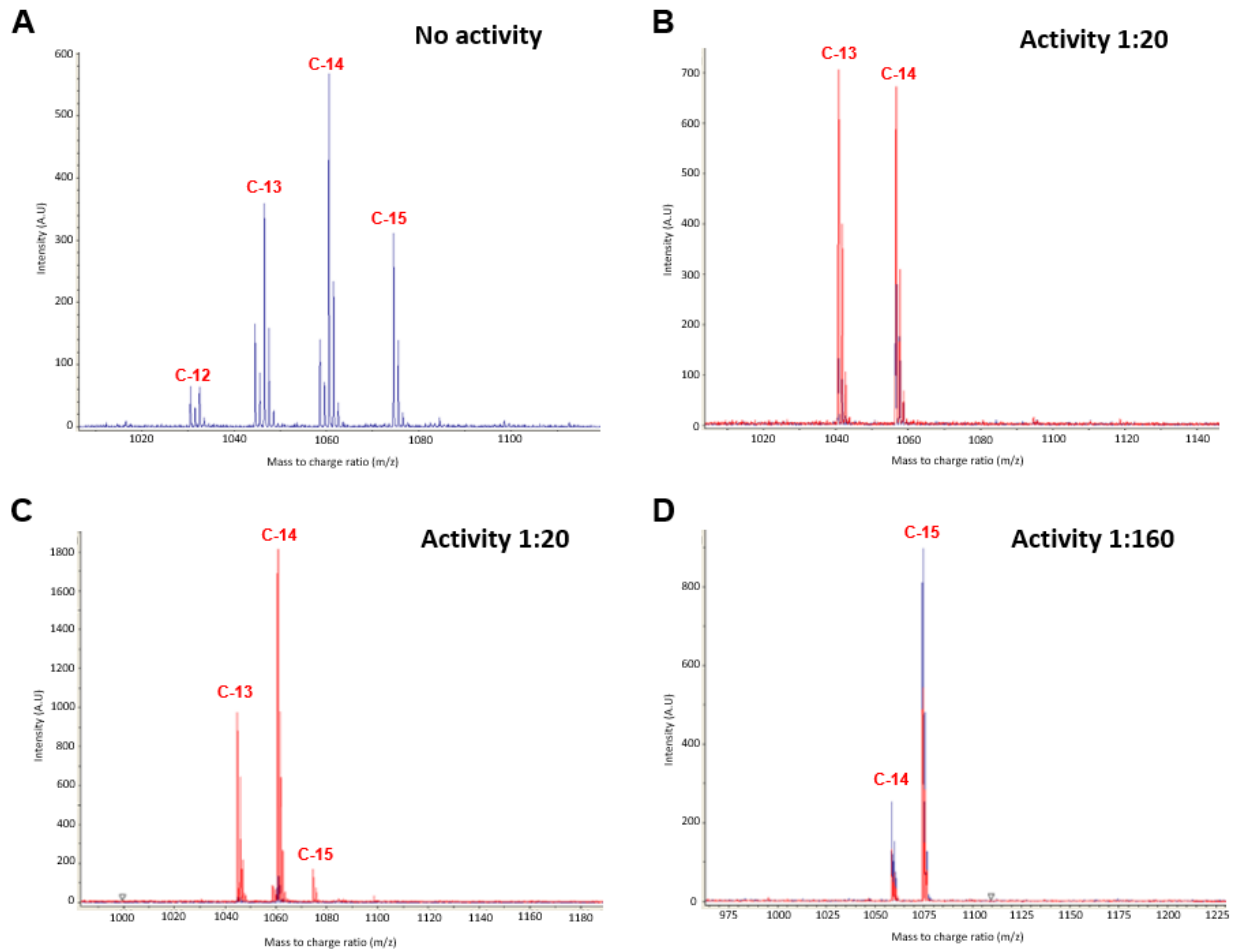 A
No activity
600
500
400
300
200
100
0
C-12
C-13
C-14
C-15
1020
1040
1060
1080
1100
Intensity (A.U)
Mass to charge ratio (m/z)
B
Activity 1:20
700
600
500
400
300
200
100
0
C-13
C-14
1020
1040
1060
1080
1100
1120
1140
Intensity (A.U)
Mass to charge ratio (m/z)
C
Activity 1:20
1800
1600
1400
1200
1000
800
600
400
200
0
C-13
C-14
C-15
1000
1020
1040
1060
1080
1100
1120
1140
1160
1180
Intensity (A.U)
Mass to charge ratio (m/z)
D
Activity 1:160
800
600
400
200
0
C-14
C-15
975
1000
1025
1050
1075
1100
1125
1150
1175
1200
1225
Intensity (A.U)
Mass to charge ratio (m/z)